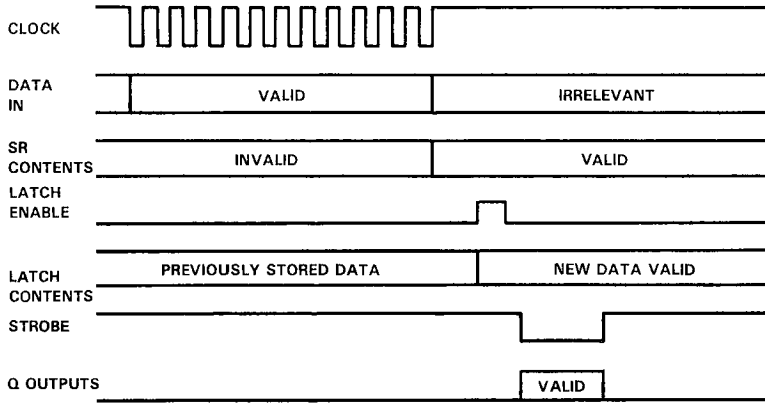 CLOCK
DATA
IN
VALID
IRRELEVANT
SR
CONTENTS
INVALID
VALID
LATCH
ENABLE
LATCH
CONTENTS
PREVIOUSLY STORED DATA
NEW DATA VALID
STROBE
Q OUTPUTS
VALID